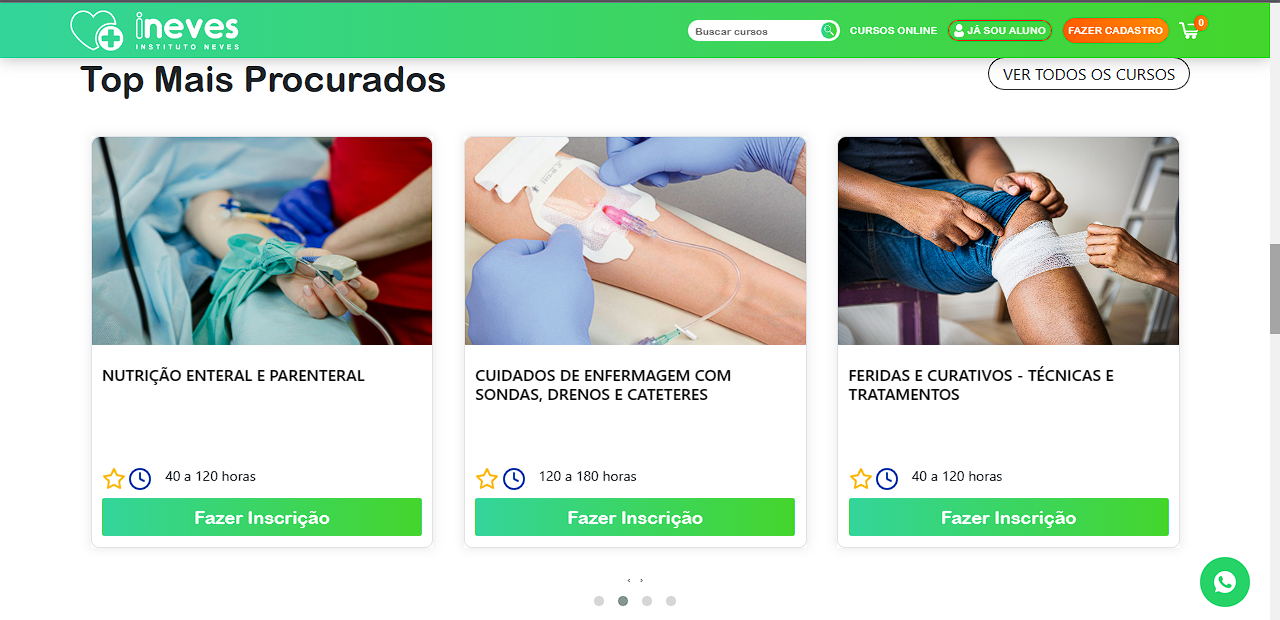 ineves
INSTITUTO NEVES
Buscar cursos
CURSOS ONLINE
JÁ SOU ALUNO
FAZER CADASTRO
0
Top Mais Procurados
VER TODOS OS CURSOS
NUTRIÇÃO ENTERAL E PARENTERAL
40 a 120 horas
Fazer Inscrição
CUIDADOS DE ENFERMAGEM COM
SONDAS, DRENOS E CATETERES
120 a 180 horas
Fazer Inscrição
FERIDAS E CURATIVOS - TÉCNICAS E
TRATAMENTOS
40 a 120 horas
Fazer Inscrição
‹ ›